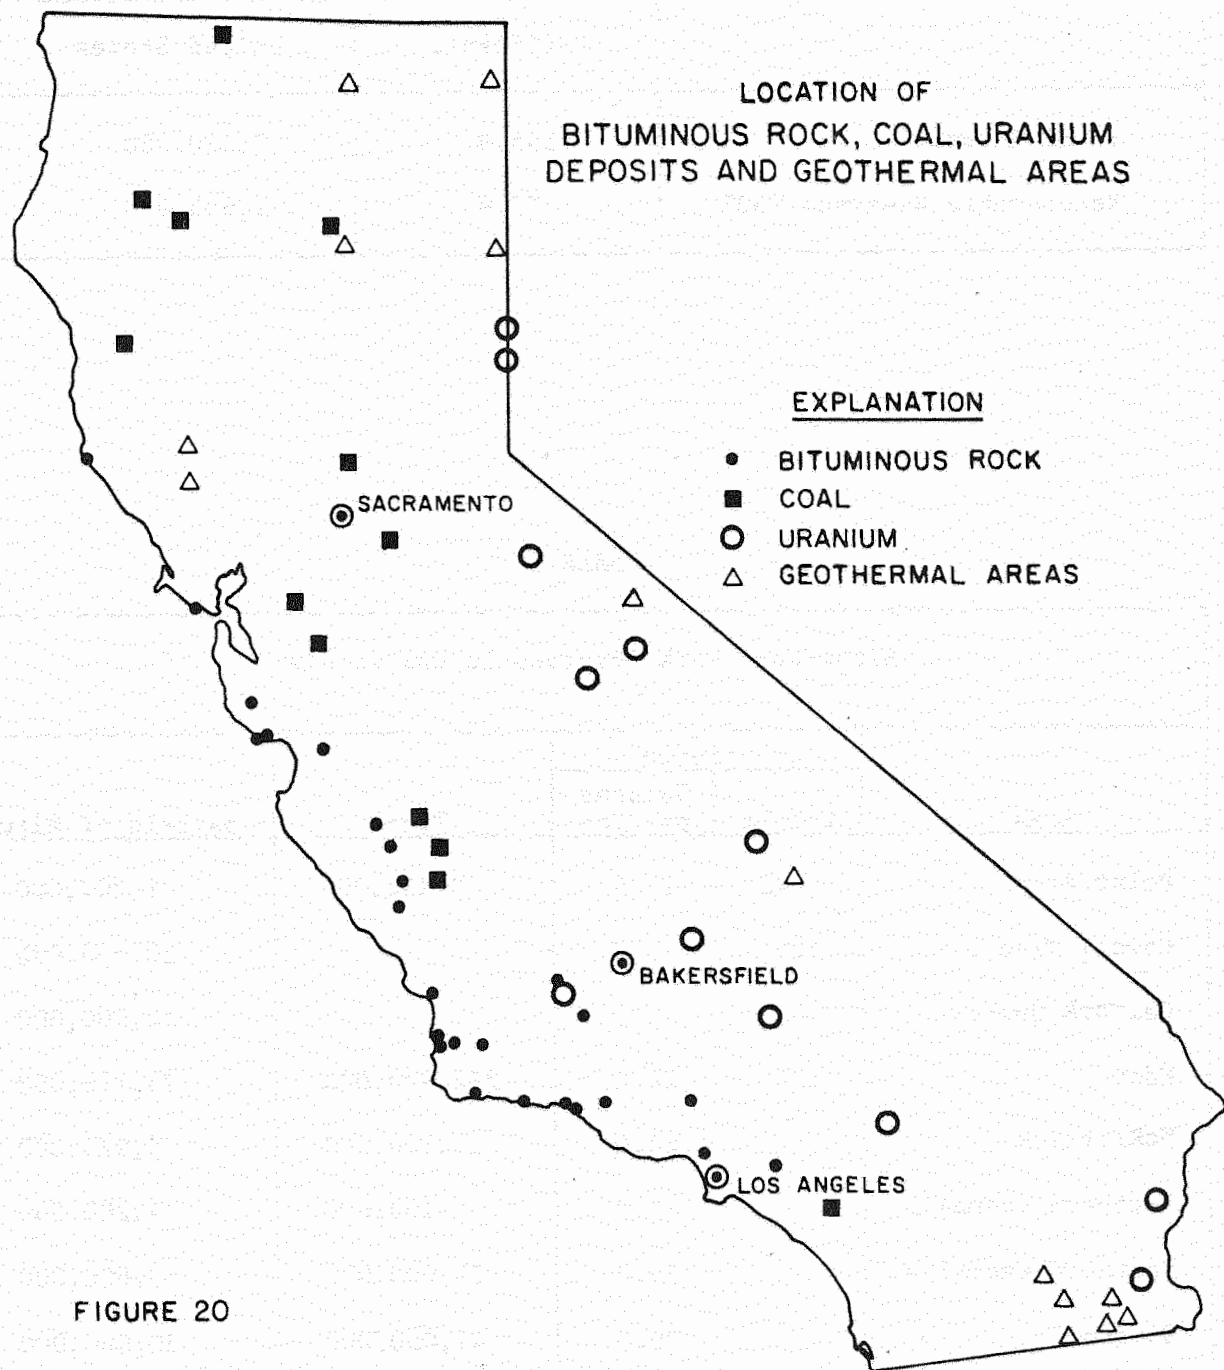 LOCATION OF
BITUMINOUS ROCK, COAL, URANIUM
DEPOSITS AND GEOTHERMAL AREAS
EXPLANATION
BITUMINOUS ROCK
COAL
URANIUM
GEOTHERMAL AREAS
SACRAMENTO
BAKERSFIELD
LOS ANGELES
FIGURE 20